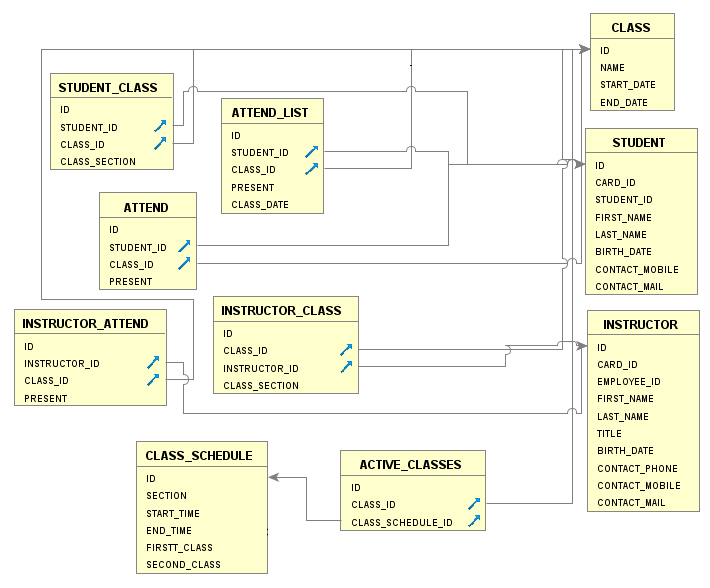 CLASS
ID
NAME
START_DATE
END_DATE
STUDENT_CLASS
ID
STUDENT_ID
CLASS_ID
CLASS_SECTION
ATTEND_LIST
ID
STUDENT_ID
CLASS_ID
PRESENT
CLASS_DATE
STUDENT
ID
CARD_ID
STUDENT_ID
FIRST_NAME
LAST_NAME
BIRTH_DATE
CONTACT_MOBILE
CONTACT_MAIL
ATTEND
ID
STUDENT_ID
CLASS_ID
PRESENT
INSTRUCTOR_ATTEND
ID
INSTRUCTOR_ID
CLASS_ID
PRESENT
INSTRUCTOR_CLASS
ID
CLASS_ID
INSTRUCTOR_ID
CLASS_SECTION
INSTRUCTOR
ID
CARD_ID
EMPLOYEE_ID
FIRST_NAME
LAST_NAME
TITLE
BIRTH_DATE
CONTACT_PHONE
CONTACT_MOBILE
CONTACT_MAIL
CLASS_SCHEDULE
ID
SECTION
START_TIME
END_TIME
FIRSTT_CLASS
SECOND_CLASS
ACTIVE_CLASSES
ID
CLASS_ID
CLASS_SCHEDULE_ID